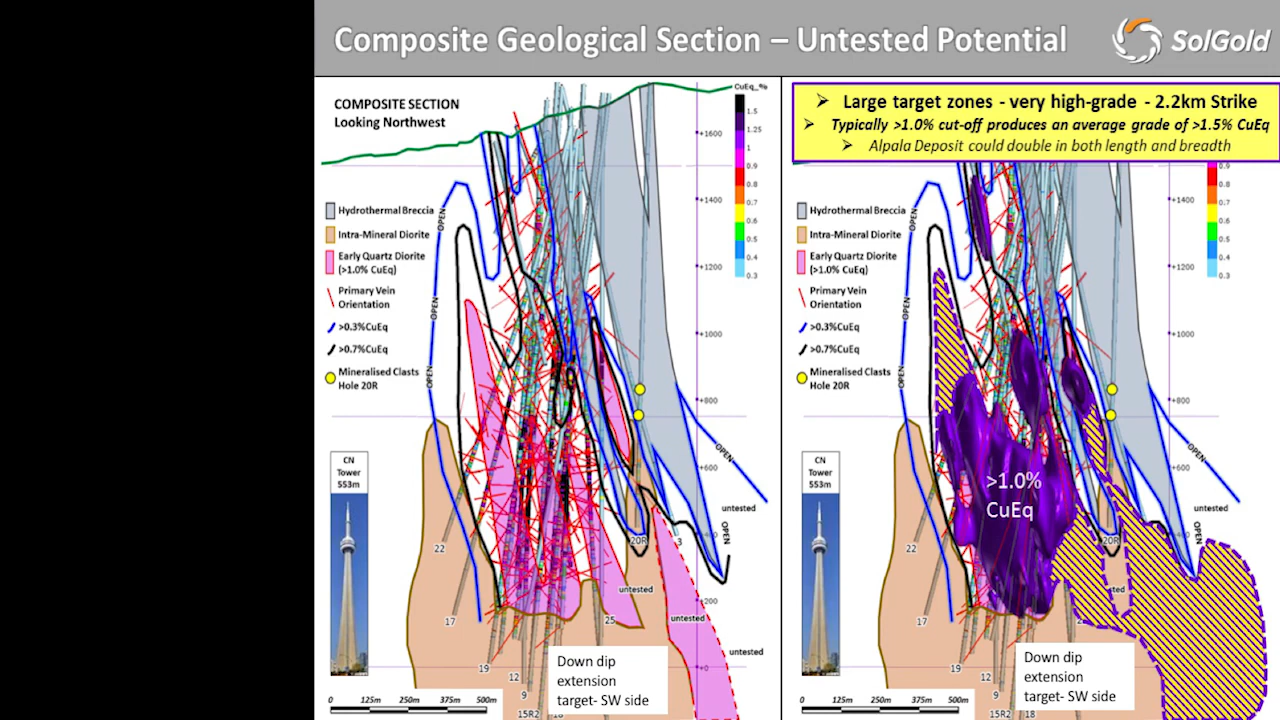 Composite Geological Section – Untested Potential
SolGold
COMPOSITE SECTION
Looking Northwest
CuEq_%
1.5
1.25
1
0.9
0.8
0.7
0.6
0.5
0.4
0.3
+1600
+1400
+1200
+1000
+800
+600
+200
+0
Hydrothermal Breccia
Intra-Mineral Diorite
Early Quartz Diorite
(>1.0% CuEq)
Primary Vein
Orientation
>0.3%CuEq
>0.7%CuEq
Mineralised Clasts
Hole 20R
CN
Tower
553m
OPEN
OPEN
OPEN
OPEN
OPEN
untested
untested
untested
untested
22
17
19
12
9
15R2
20R
3
25
Down dip
extension
target- SW side
0 125m 250m 375m 500m
➢ Large target zones - very high-grade - 2.2km Strike
➢ Typically >1.0% cut-off produces an average grade of >1.5% CuEq
➢ Alpala Deposit could double in both length and breadth
0.9
0.8
0.7
0.6
0.5
0.4
0.3
+1400
+1200
+1000
+800
+600
Hydrothermal Breccia
Intra-Mineral Diorite
Early Quartz Diorite
(>1.0% CuEq)
Primary Vein
Orientation
>0.3%CuEq
>0.7%CuEq
Mineralised Clasts
Hole 20R
CN
Tower
553m
OPEN
OPEN
OPEN
OPEN
OPEN
>1.0%
CuEq
untested
22
17
19
12
9
15R2
18
20R
Down dip
extension
target- SW side
0 125m 250m 375m 500m